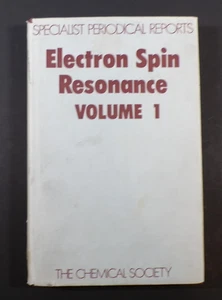 SPECIALIST PERIODICAL REPORTS
Electron Spin
Resonance
VOLUME 1
THE CHEMICAL SOCIETY